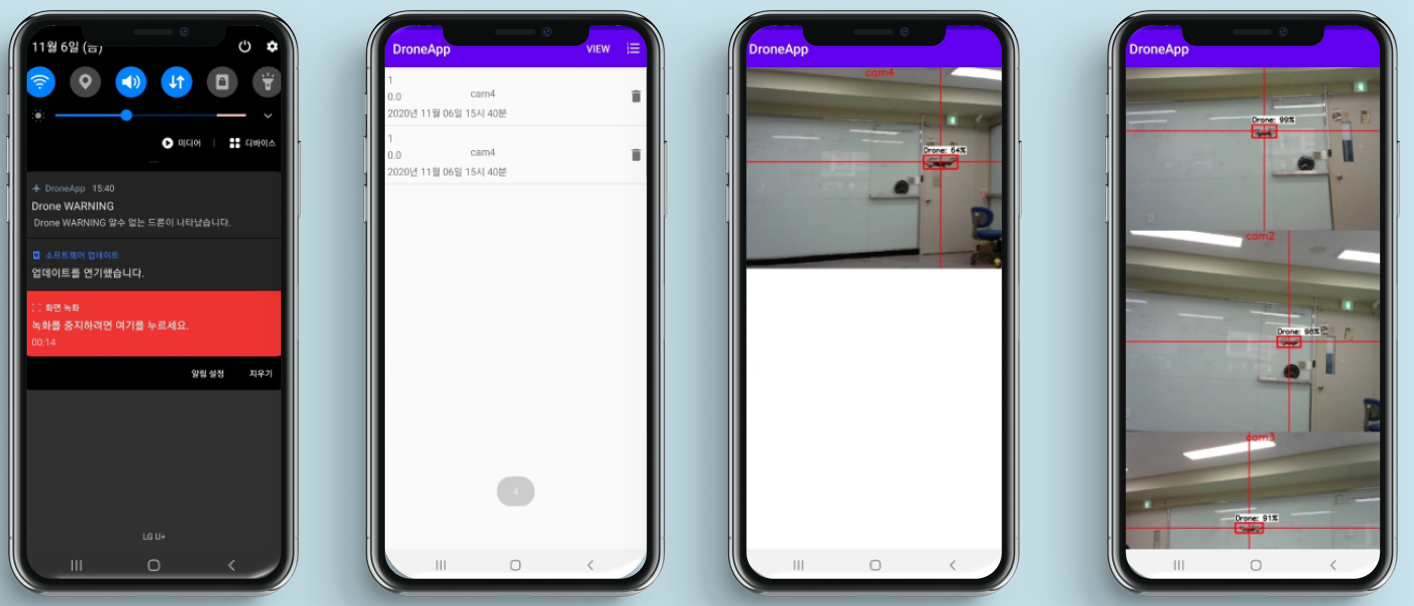 11월 6일 (금)
미디어
디바이스
DroneApp 15:40
Drone WARNING
Drone WARNING 알수 없는 드론이 나타났습니다.
소프트웨어 업데이트
업데이트를 연기했습니다.
화면 녹화
녹화를 중지하려면 여기를 누르세요.
00:14
알림 설정
지우기
LG U+
DroneApp
VIEW
1
0.0
cam4
2020년 11월 06일 15시 40분
1
0.0
cam4
2020년 11월 06일 15시 40분
4
DroneApp
cam4
Drone: 64%
DroneApp
Drone: 99%
cam2
Drone: 98%
cam3
Drone: 91%